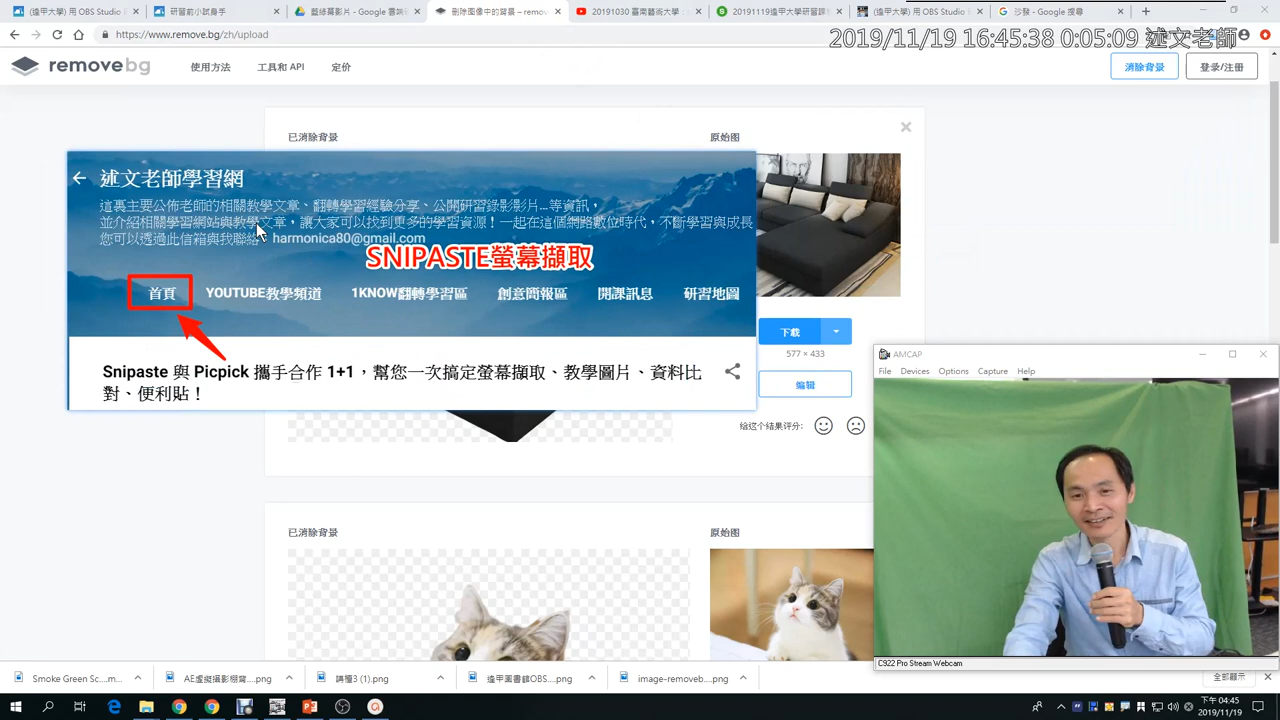 (逢甲大學) 用 OBS Studio
研習前小試身手
藍綠幕影片 - Google 雲端
刪除图像中的背景 – remov
20191030 臺南藝術大學
20191119逢甲大學研習課
(逢甲大學) 用 OBS Studio
沙發 - Google 搜尋
https://www.remove.bg/zh/upload
2019/11/19 16:45:38 0:05:09 述文老師
removebg
使用方法
工具和 API
定价
消除背景
登录/注册
已消除背景
原始图
述文老師學習網
這裏主要公佈老師的相關教學文章、翻轉學習經驗分享、公開研習錄影影片...等資訊，
並介紹相關學習網站與教學文章，讓大家可以找到更多的學習資源！一起在這個網路數位時代，不斷學習與成長
您可以透過此信箱與我聯絡 harmonica80@gmail.com
SNIPASTE螢幕擷取
首頁
YOUTUBE教學頻道
1KNOW翻轉學習區
創意簡報區
開課訊息
研習地圖
Snipaste 與 Picpick 攜手合作 1+1，幫您一次搞定螢幕擷取、教學圖片、資料比
對、便利貼！
下载
577 × 433
编辑
给这个结果评分:
AMCAP
File Devices Options Capture Help
C922 Pro Stream Webcam
已消除背景
原始图
Smoke Green Sc....m...
....png
講種3 (1).png
逢甲圖書館OBS....png
image-removeb....png
全部顯示
下午 04:45
2019/11/19